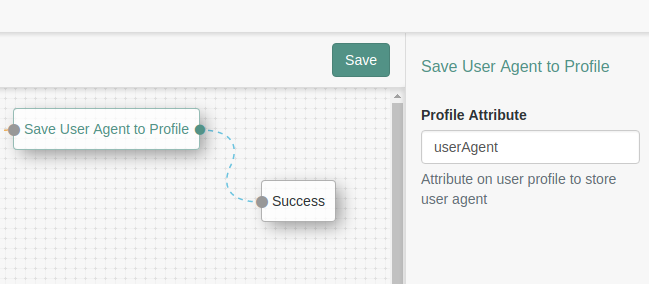 Save
Save User Agent to Profile
Success
Save User Agent to Profile
Profile Attribute
userAgent
Attribute on user profile to store
user agent